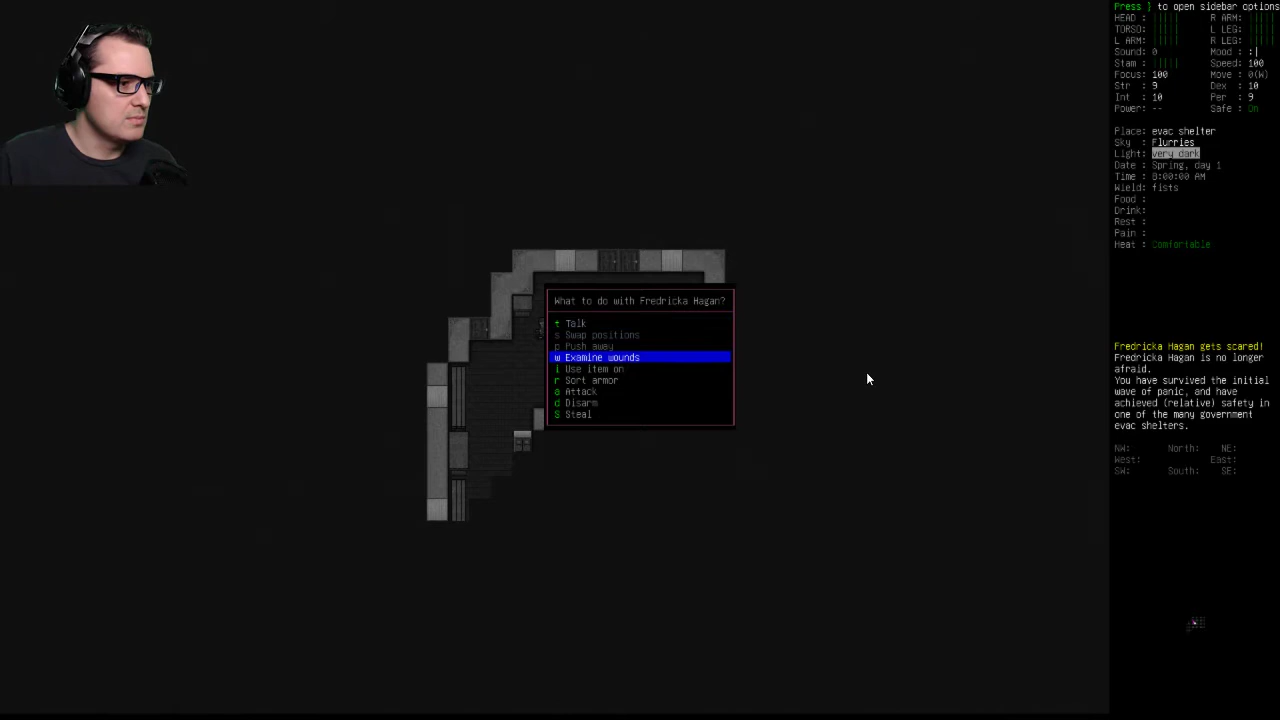 Press } to open sidebar options
HEAD : ||||| R ARM: |||||
TORSO: ||||| L LEG: |||||
L ARM: ||||| R LEG: |||||
Sound: 0 Mood : :|
Stam : ||||| Speed: 100
Focus: 100 Move : 0(W)
Str : 9 Dex : 10
Int : 10 Per : 9
Power: -- Safe : On
Place: evac shelter
Sky : Flurries
Light: very dark
Date : Spring, day 1
Time : 8:00:00 AM
Wield: fists
Food :
Drink:
Rest :
Pain :
Heat : Comfortable
What to do with Fredricka Hagan?
t Talk
s Swap positions
p Push away
w Examine wounds
i Use item on
r Sort armor
a Attack
d Disarm
S Steal
Fredricka Hagan gets scared!
Fredricka Hagan is no longer
afraid.
You have survived the initial
wave of panic, and have
achieved (relative) safety in
one of the many government
evac shelters.
NW: North: NE:
West: East:
SW: South: SE: